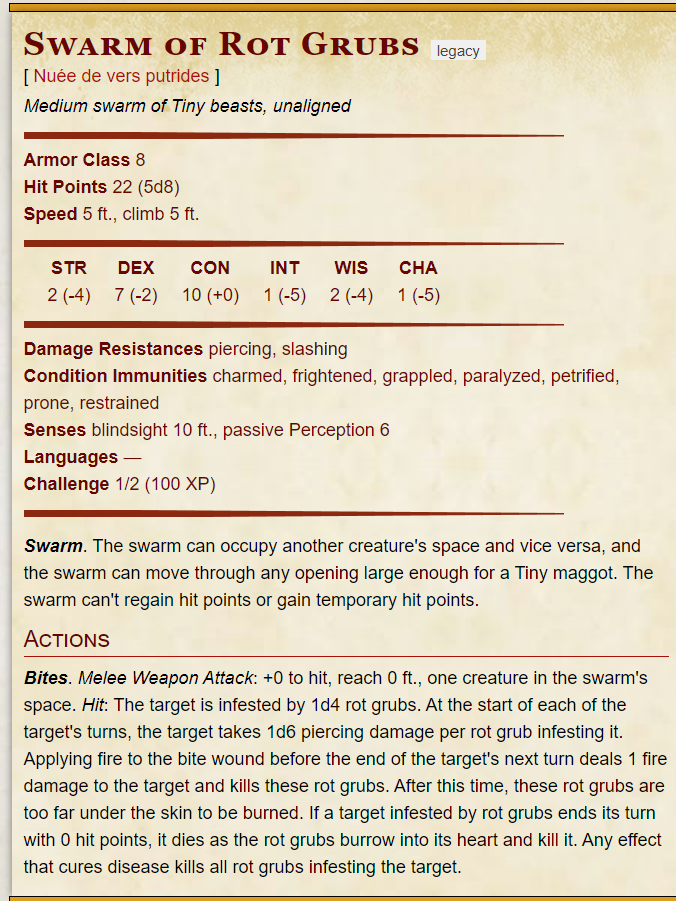 Swarm of Rot Grubs legacy
[ Nuée de vers putrides ]
Medium swarm of Tiny beasts, unaligned
Armor Class 8
Hit Points 22 (5d8)
Speed 5 ft., climb 5 ft.
STR DEX CON INT WIS CHA
2 (-4) 7 (-2) 10 (+0) 1 (-5) 2 (-4) 1 (-5)
Damage Resistances piercing, slashing
Condition Immunities charmed, frightened, grappled, paralyzed, petrified,
prone, restrained
Senses blindsight 10 ft., passive Perception 6
Languages —
Challenge 1/2 (100 XP)
Swarm. The swarm can occupy another creature's space and vice versa, and
the swarm can move through any opening large enough for a Tiny maggot. The
swarm can't regain hit points or gain temporary hit points.
Actions
Bites. Melee Weapon Attack: +0 to hit, reach 0 ft., one creature in the swarm's
space. Hit: The target is infested by 1d4 rot grubs. At the start of each of the
target's turns, the target takes 1d6 piercing damage per rot grub infesting it.
Applying fire to the bite wound before the end of the target's next turn deals 1 fire
damage to the target and kills these rot grubs. After this time, these rot grubs are
too far under the skin to be burned. If a target infested by rot grubs ends its turn
with 0 hit points, it dies as the rot grubs burrow into its heart and kill it. Any effect
that cures disease kills all rot grubs infesting the target.